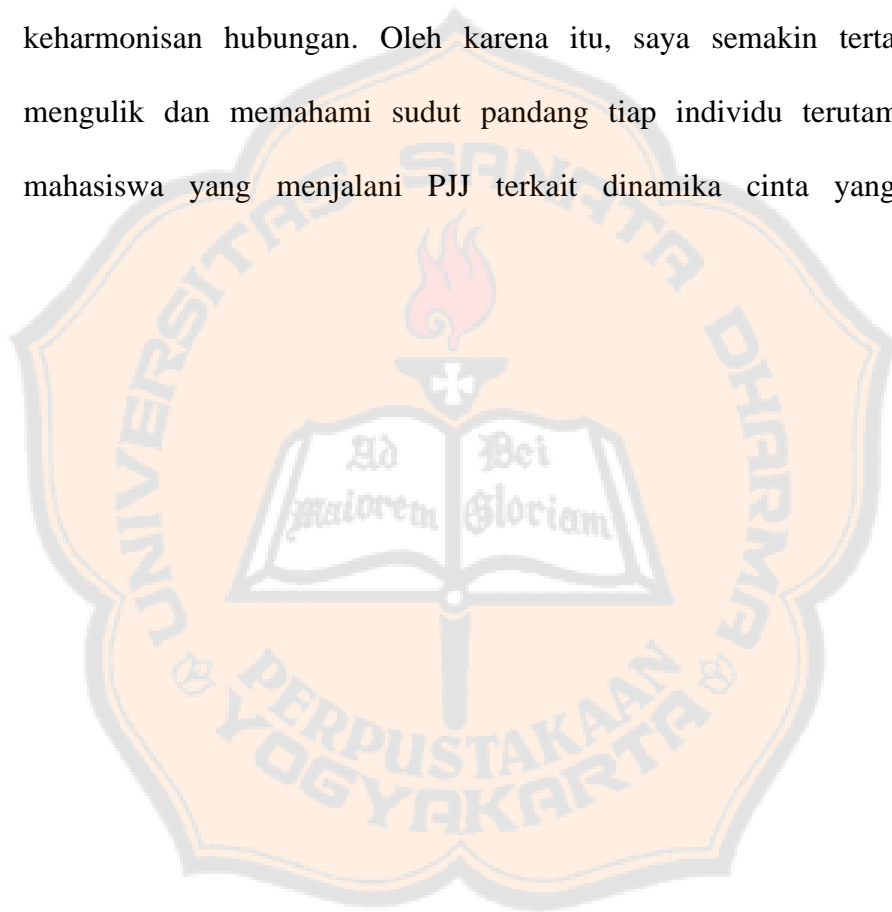 keharmonisan hubungan. Oleh karena itu, saya semakin terta
mengulik dan memahami sudut pandang tiap individu terutam
mahasiswa yang menjalani PJJ terkait dinamika cinta yang
UNIVERSITAS SANATA DHARMA
Ad Dei
Maiorem Gloriam
PERPUSTAKAAN
YOGYAKARTA